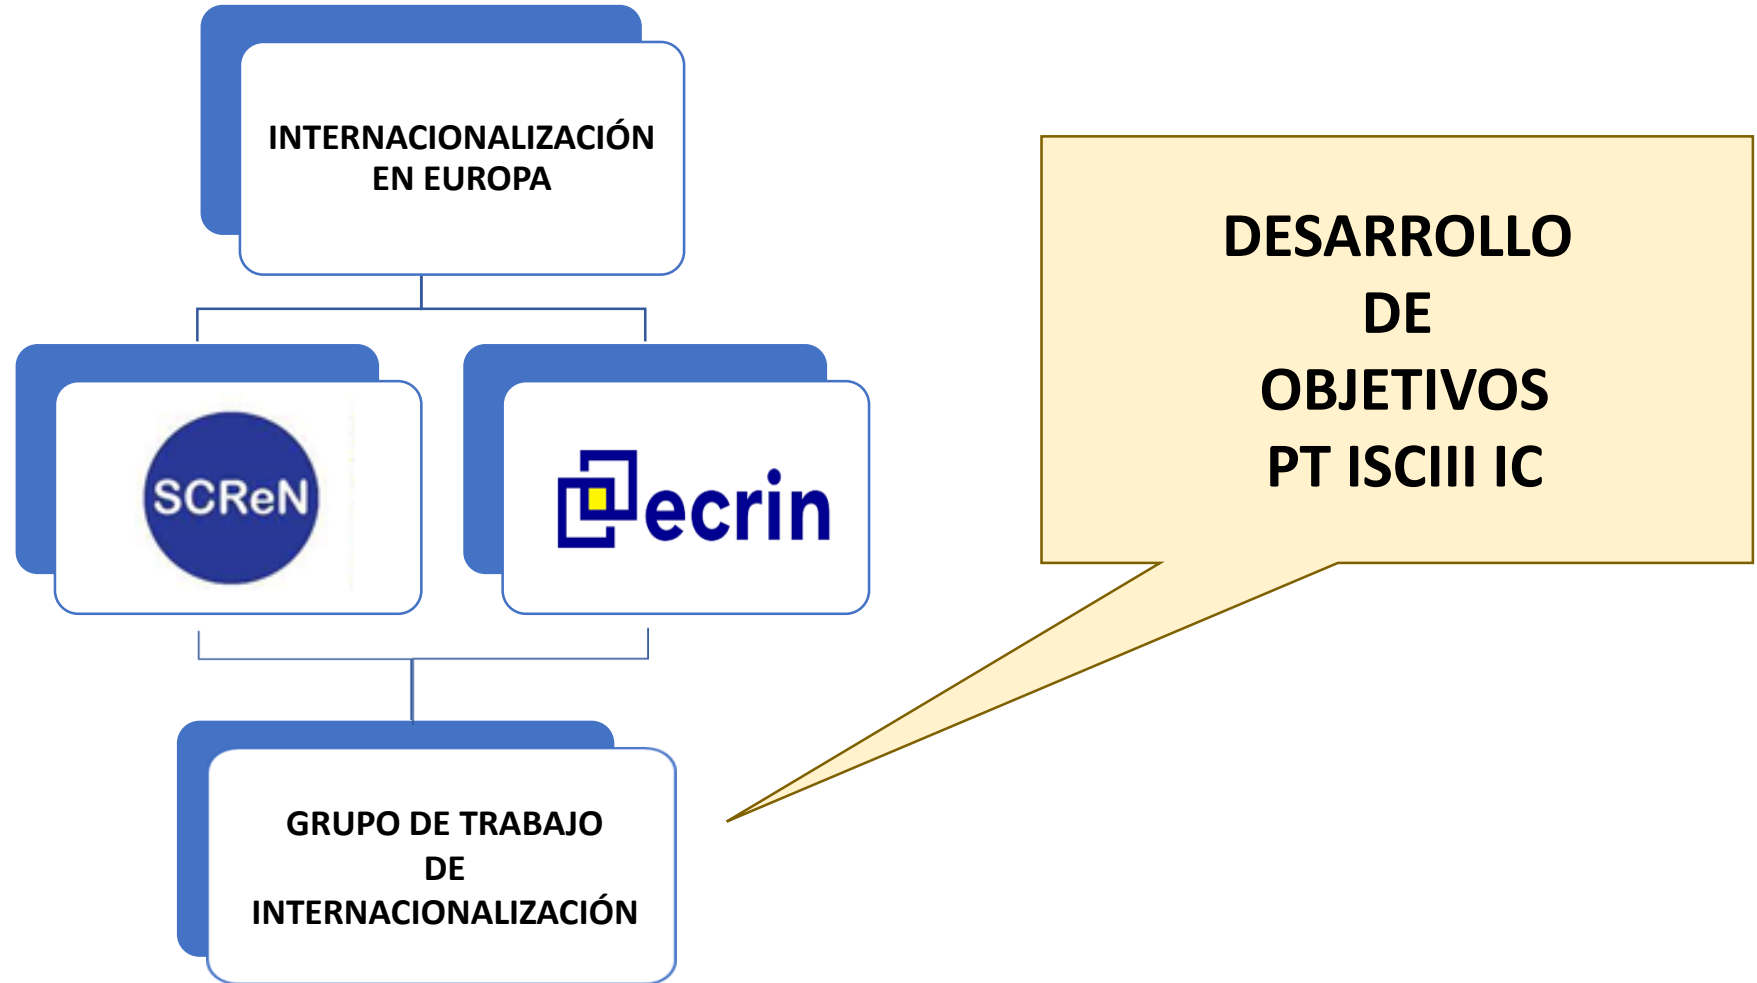 INTERNACIONALIZACIÓN
EN EUROPA
SCReN
ecrin
GRUPO DE TRABAJO
DE
INTERNACIONALIZACIÓN
DESARROLLO
DE
OBJETIVOS
PT ISCIII IC